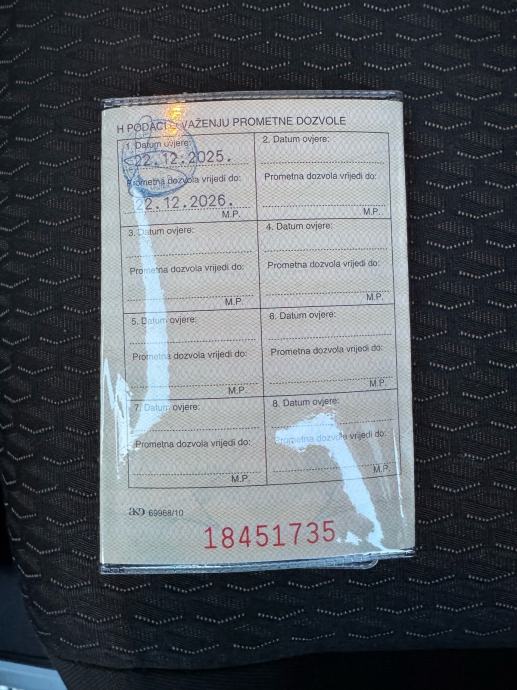 H PODACI O VAŽENJU PROMETNE DOZVOLE
1. Datum ovjere:
22.12.2025.
Prometna dozvola vrijedi do:
22.12.2026.
M.P.
2. Datum ovjere:
Prometna dozvola vrijedi do:
M.P.
3. Datum ovjere:
Prometna dozvola vrijedi do:
M.P.
4. Datum ovjere:
Prometna dozvola vrijedi do:
M.P.
5. Datum ovjere:
Prometna dozvola vrijedi do:
M.P.
6. Datum ovjere:
Prometna dozvola vrijedi do:
M.P.
7. Datum ovjere:
Prometna dozvola vrijedi do:
M.P.
8. Datum ovjere:
Prometna dozvola vrijedi do:
M.P.
AKD 69968/10
18451735